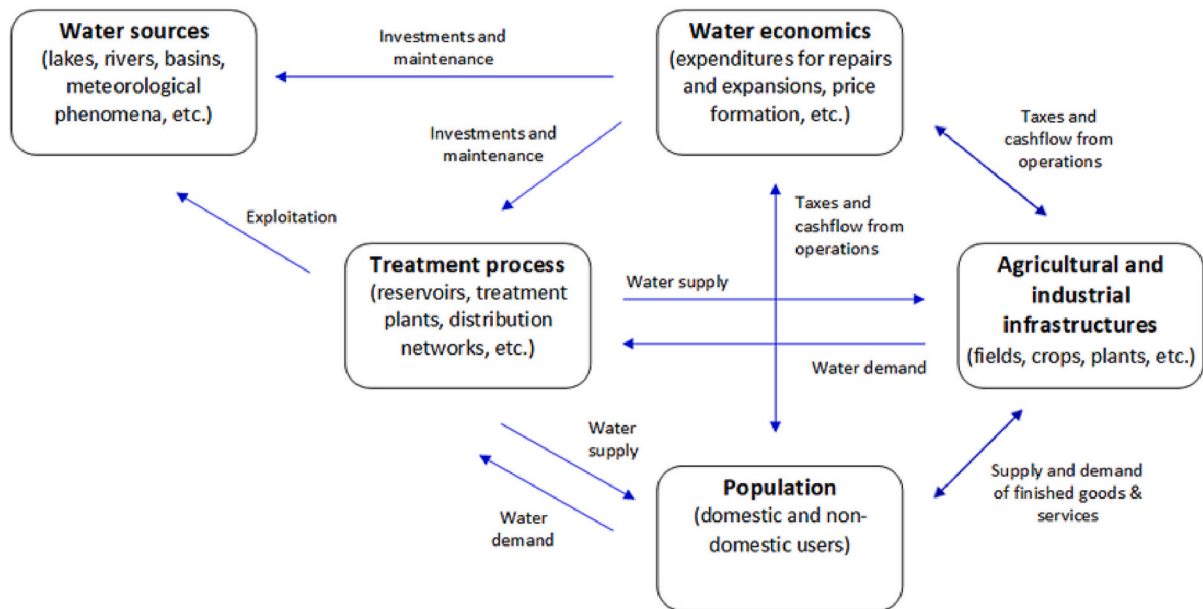 Water sources
(lakes, rivers, basins,
meteorological
phenomena, etc.)
Investments and
maintenance
Water economics
(expenditures for repairs
and expansions, price
formation, etc.)
Investments and
maintenance
Taxes and
cashflow from
operations
Exploitation
Taxes and
cashflow from
operations
Treatment process
(reservoirs, treatment
plants, distribution
networks, etc.)
Water supply
Water demand
Agricultural and
industrial
infrastructures
(fields, crops, plants, etc.)
Water
supply
Water
demand
Population
(domestic and non-
domestic users)
Supply and demand
of finished goods &
services